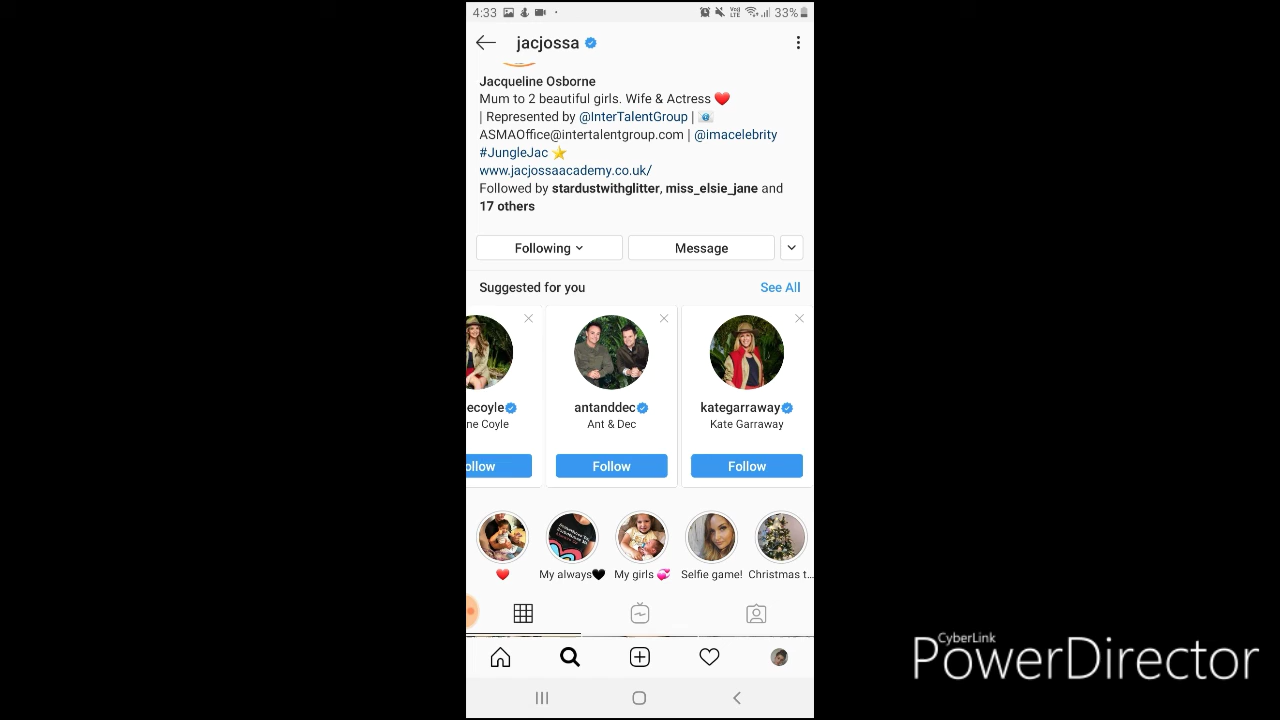 4:33
Vo)
LTE
33%
jacjossa
Jacqueline Osborne
Mum to 2 beautiful girls. Wife & Actress ❤️
| Represented by @InterTalentGroup | 📧
ASMAOffice@intertalentgroup.com | @imacelebrity
#JungleJac ⭐
www.jacjossaacademy.co.uk/
Followed by stardustwithglitter, miss_elsie_jane and
17 others
Following
Message
Suggested for you
See All
ecoyle
antanddec
kategarraway
ne Coyle
Ant & Dec
Kate Garraway
ollow
Follow
Follow
❤️
My always🖤
My girls 💞
Selfie game!
Christmas t...
CyberLink
PowerDirector